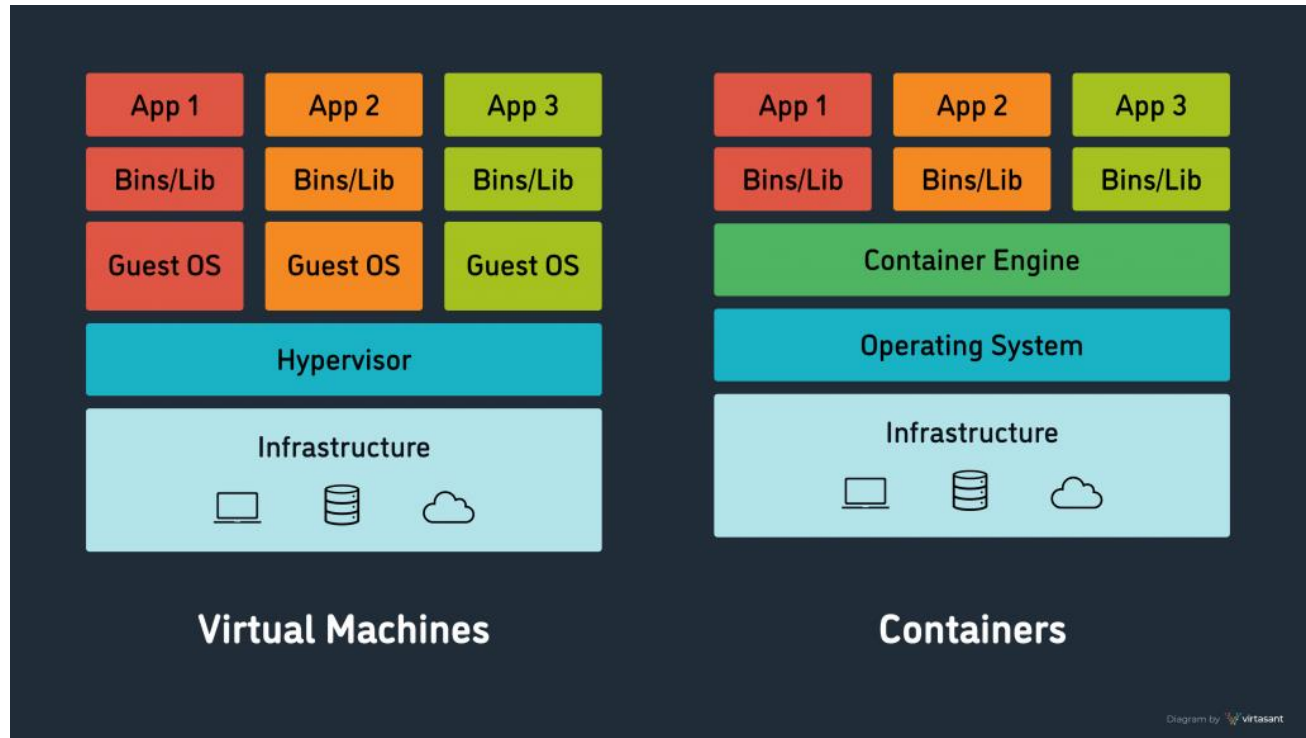 App 1
App 2
App 3
Bins/Lib
Bins/Lib
Bins/Lib
Guest OS
Guest OS
Guest OS
Hypervisor
Infrastructure
Virtual Machines
App 1
App 2
App 3
Bins/Lib
Bins/Lib
Bins/Lib
Container Engine
Operating System
Infrastructure
Containers
Diagram by virtasant